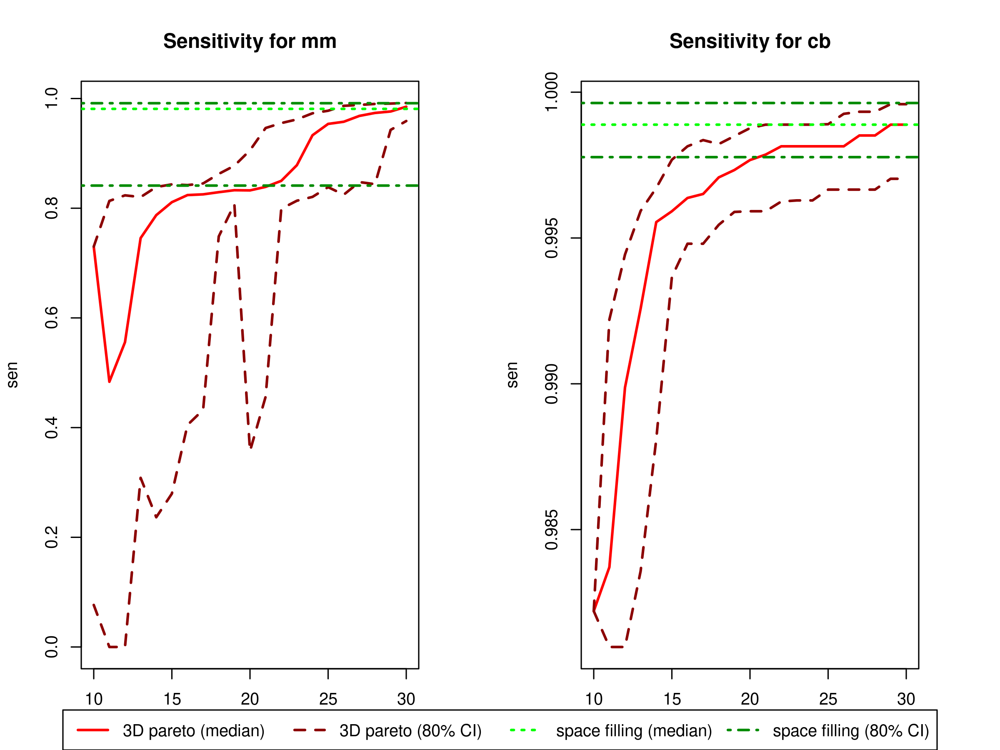 Sensitivity for mm
sen
0.0 0.2 0.4 0.6 0.8 1.0
10 15 20 25 30
Sensitivity for cb
sen
0.985 0.990 0.995 1.000
10 15 20 25 30
3D pareto (median) 3D pareto (80% CI) space filling (median) space filling (80% CI)